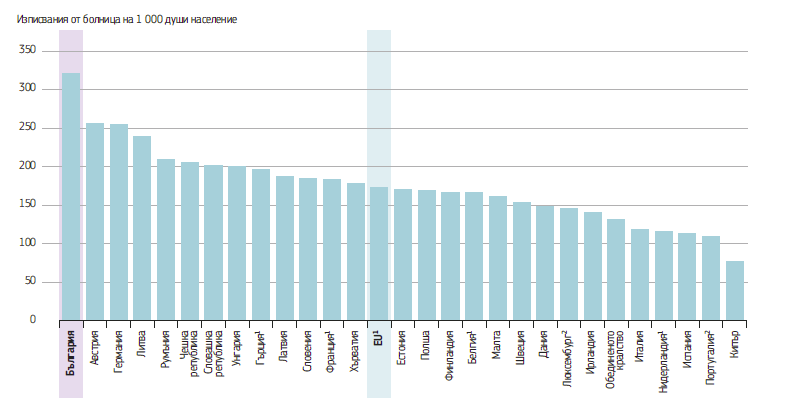 Изписвания от болница на 1 000 души население
350
300
250
200
150
100
50
0
България
Австрия
Германия
Литва
Румъния
Чешка
република
Словашка
република
Унгария
Гърция¹
Латвия
Словения
Франция¹
Хърватия
EU¹
Естония
Полша
Финландия
Белгия¹
Малта
Швеция
Дания
Люксембург²
Ирландия
Обединеното
кралство
Италия
Нидерландия¹
Испания
Португалия²
Кипър